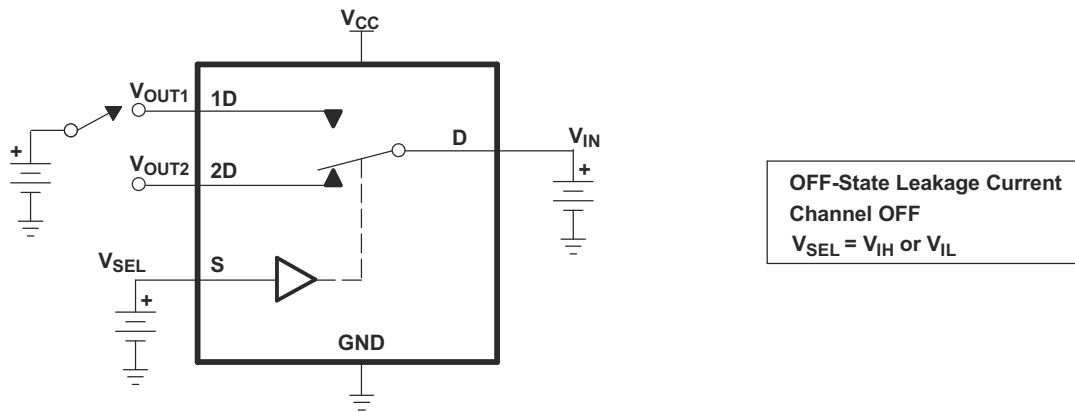 VCC
VOUT1
1D
D
VIN
+
VOUT2
2D
+
+
VSEL
S
+
GND
OFF-State Leakage Current
Channel OFF
VSEL = VIH or VIL